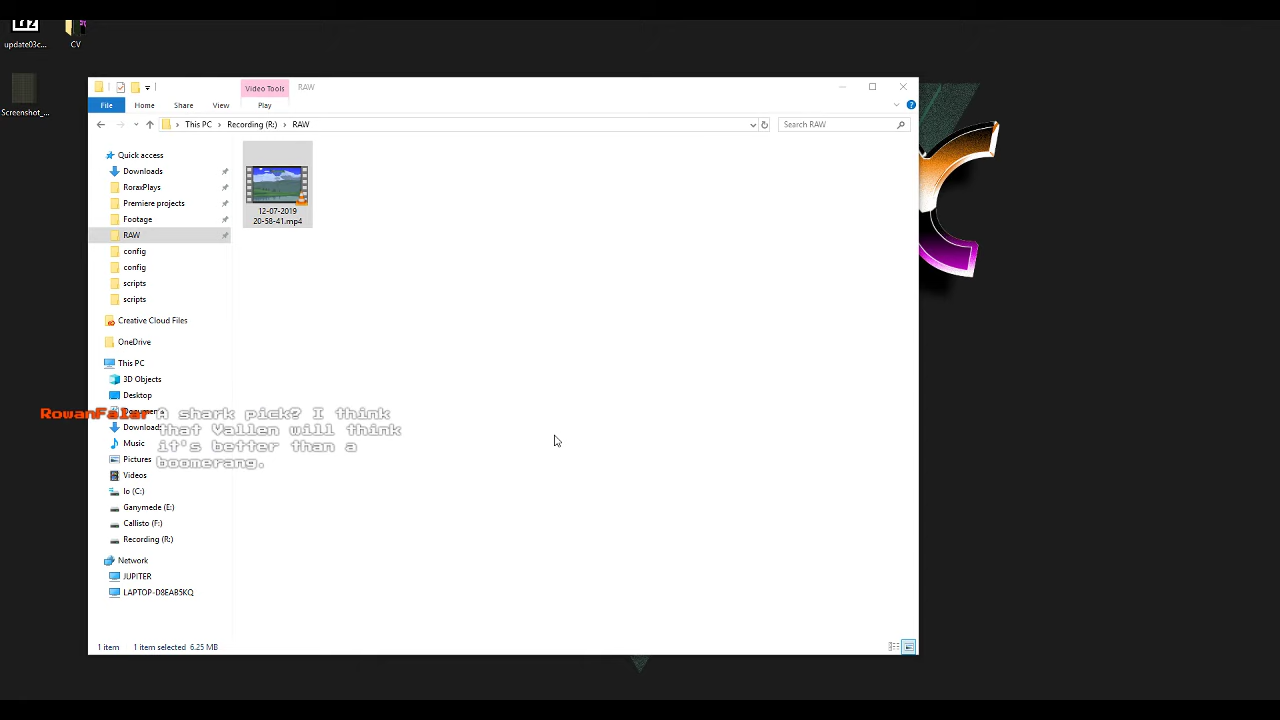 update03c...
CV
Screenshot_...
Video Tools
RAW
File
Home
Share
View
Play
This PC
Recording (R:)
RAW
Search RAW
Quick access
Downloads
RoraxPlays
Premiere projects
Footage
RAW
config
config
scripts
scripts
Creative Cloud Files
OneDrive
This PC
3D Objects
Desktop
Documents
Downloads
Music
Pictures
Videos
Io (C:)
Ganymede (E:)
Callisto (F:)
Recording (R:)
Network
JUPITER
LAPTOP-D8EAB5KQ
12-07-2019
20-58-41.mp4
A shark pick? I think
that Vallen will think
it's better than a
boomerang.
1 item
1 item selected
6.25 MB